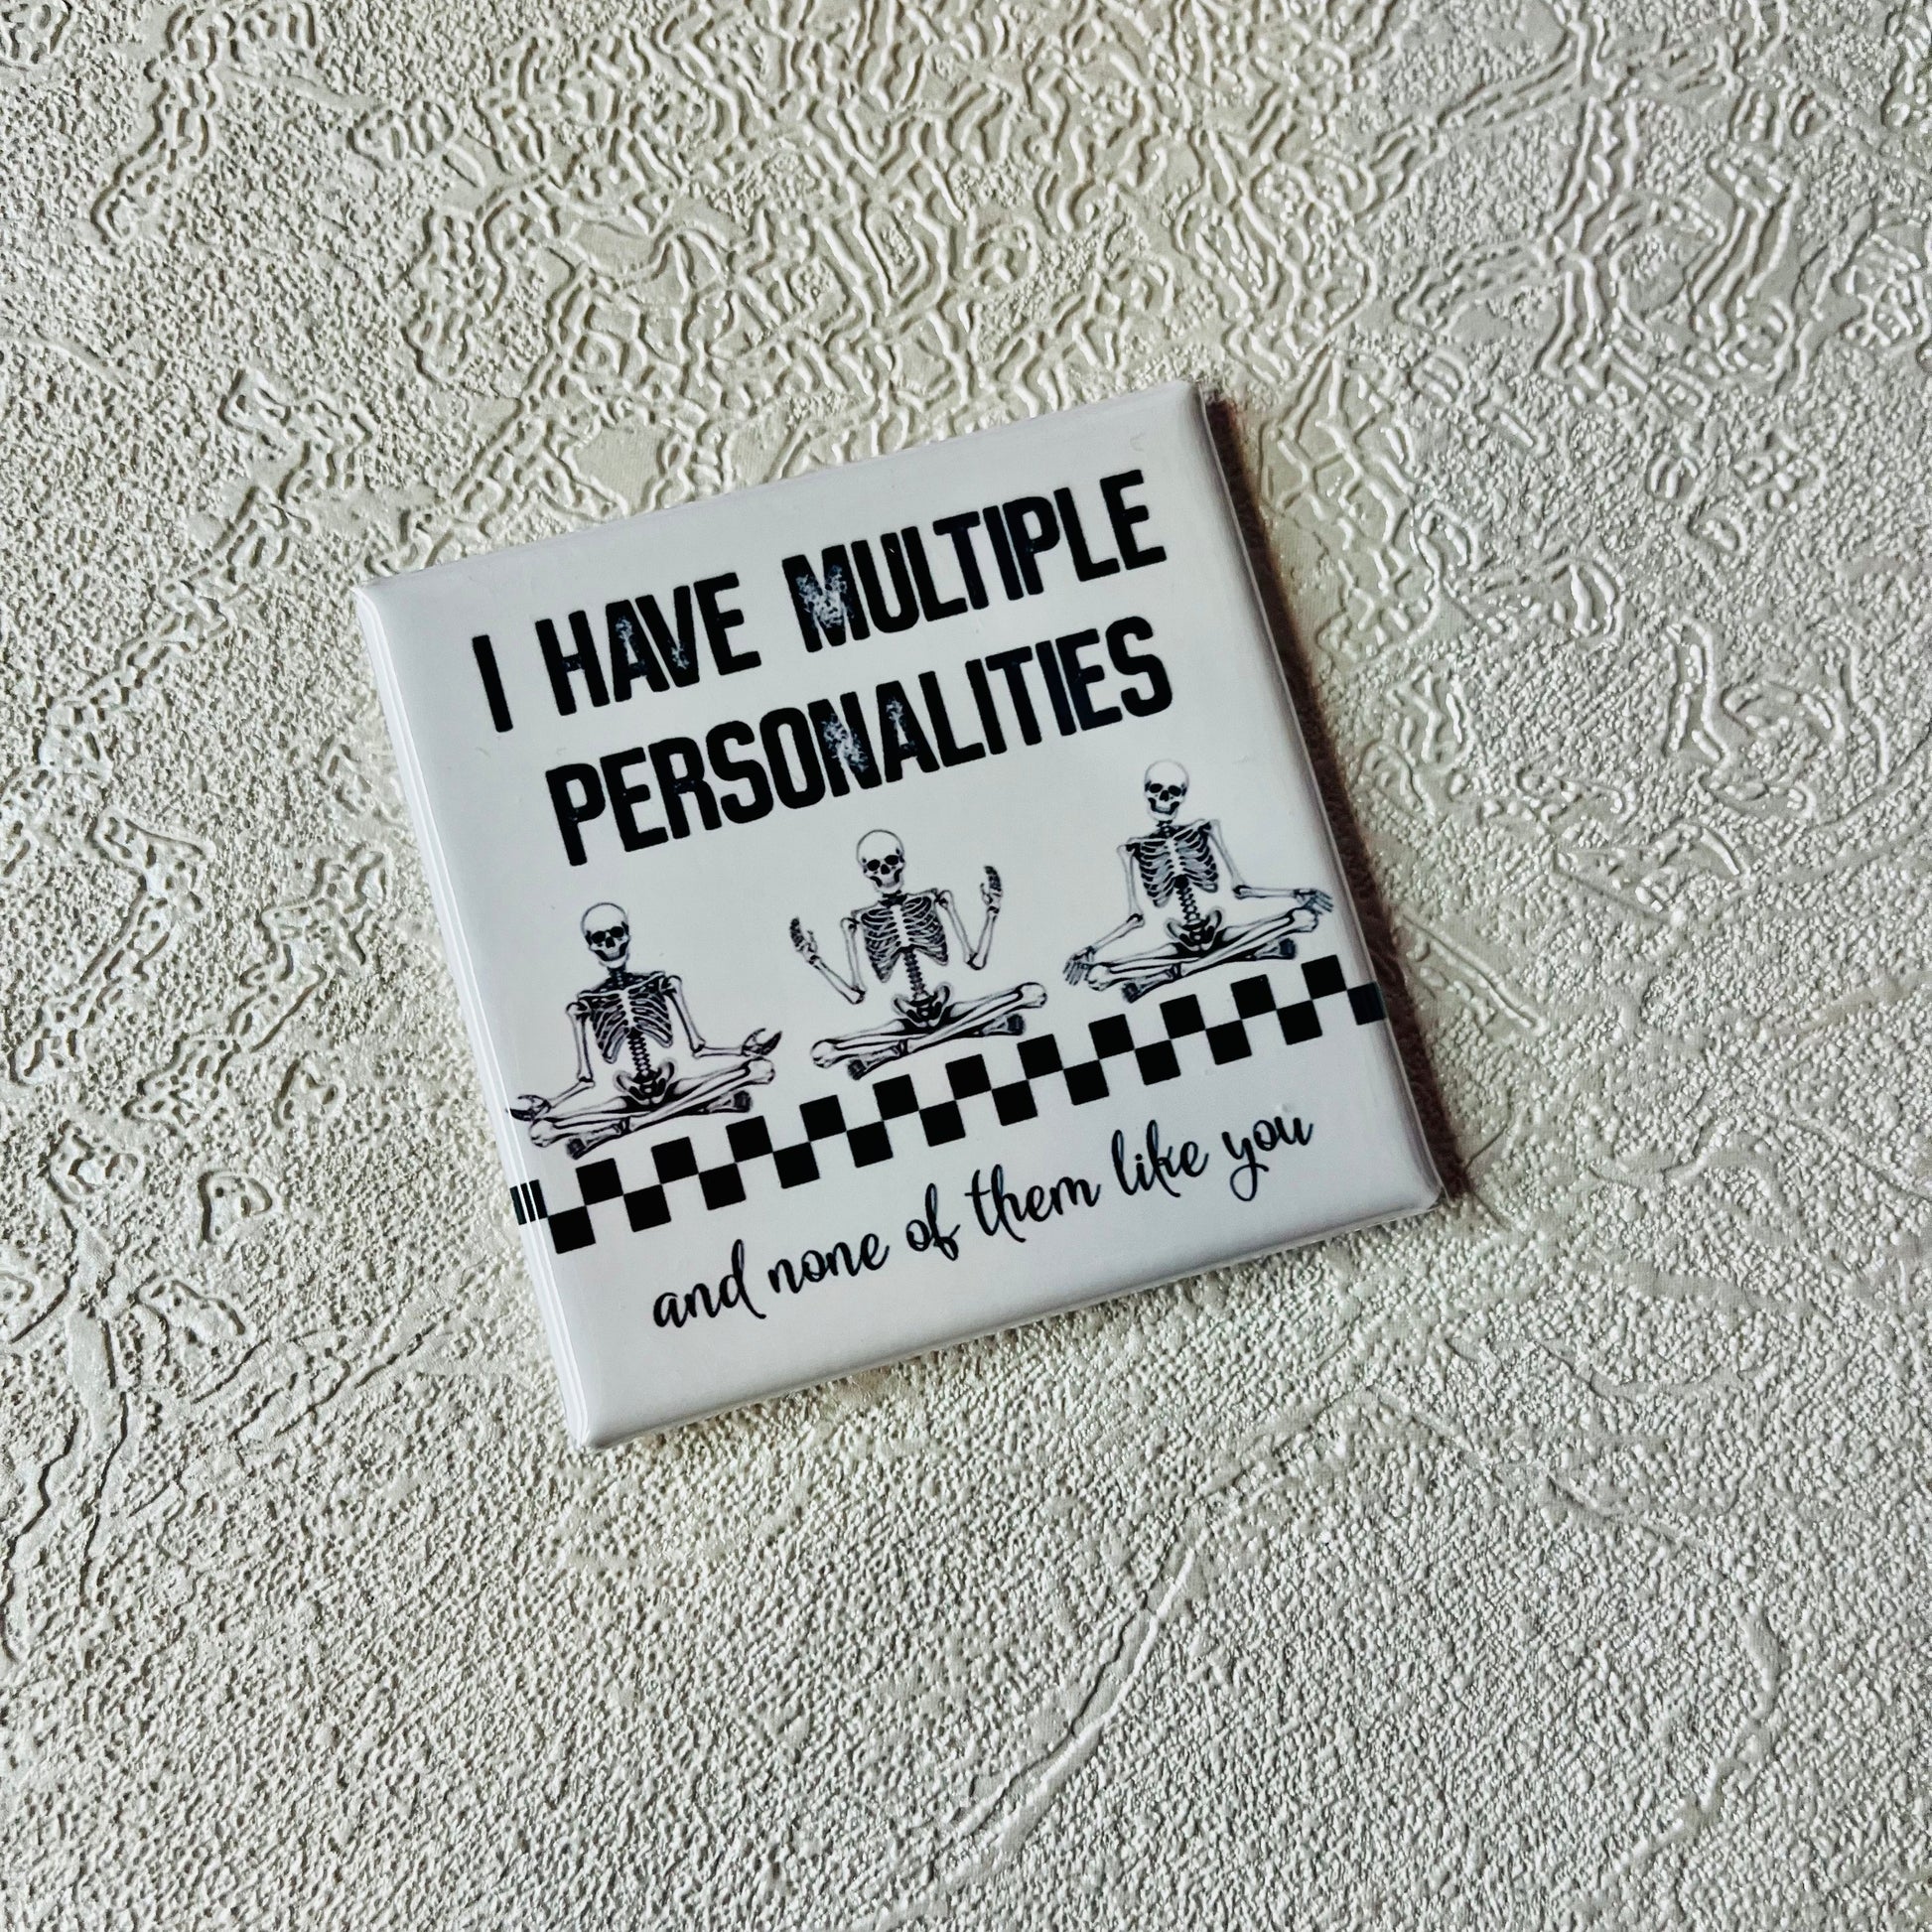 I HAVE MULTIPLE
PERSONALITIES
and none of them like you